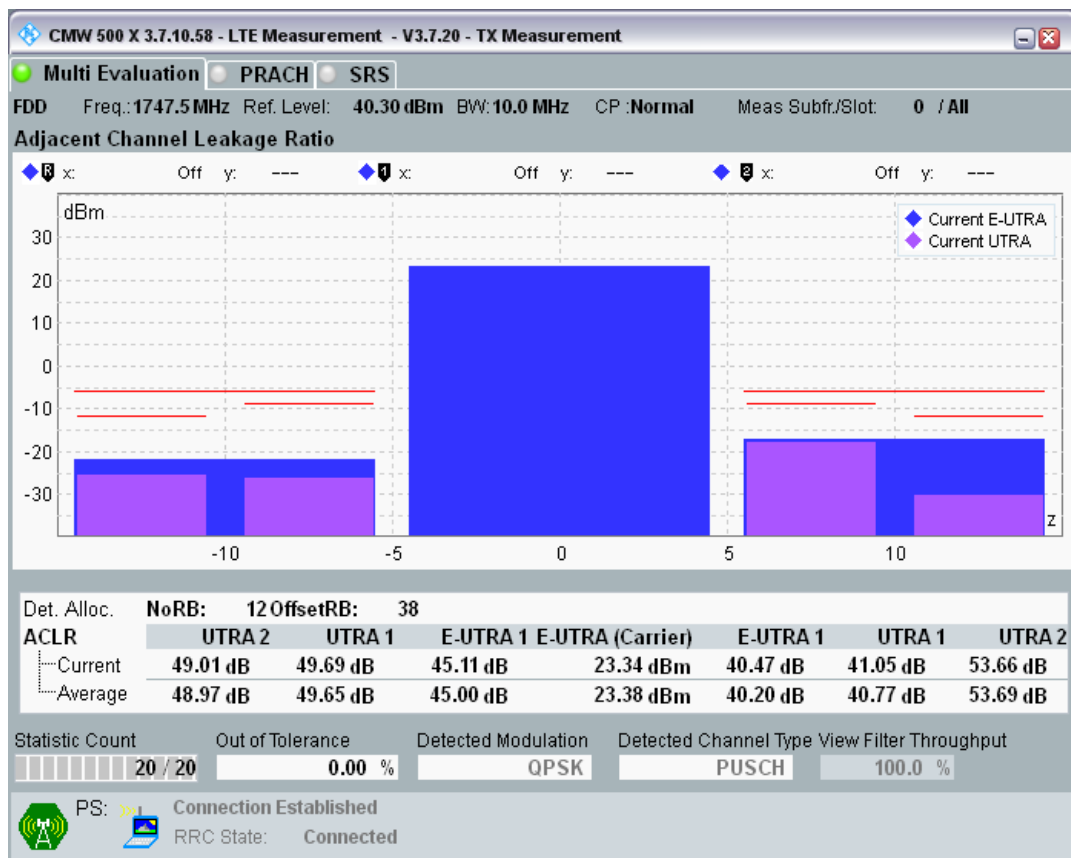 CMW 500 X 3.7.10.58 - LTE Measurement - V3.7.20 - TX Measurement
Multi Evaluation PRACH SRS
FDD Freq.:1747.5 MHz Ref. Level: 40.30 dBm BW:10.0 MHz CP :Normal Meas Subfr./Slot: 0 / All
Adjacent Channel Leakage Ratio
R x: Off y: --- 1 x: Off y: --- 2 x: Off y: ---
dBm
Current E-UTRA
Current UTRA
30
20
10
0
-10
-20
-30
z
-10 -5 0 5 10
Det. Alloc. NoRB: 12 OffsetRB: 38
ACLR UTRA 2 UTRA 1 E-UTRA 1 E-UTRA (Carrier) E-UTRA 1 UTRA 1 UTRA 2
Current 49.01 dB 49.69 dB 45.11 dB 23.34 dBm 40.47 dB 41.05 dB 53.66 dB
Average 48.97 dB 49.65 dB 45.00 dB 23.38 dBm 40.20 dB 40.77 dB 53.69 dB
Statistic Count Out of Tolerance Detected Modulation Detected Channel Type View Filter Throughput
20 / 20 0.00 % QPSK PUSCH 100.0 %
PS: Connection Established
RRC State: Connected